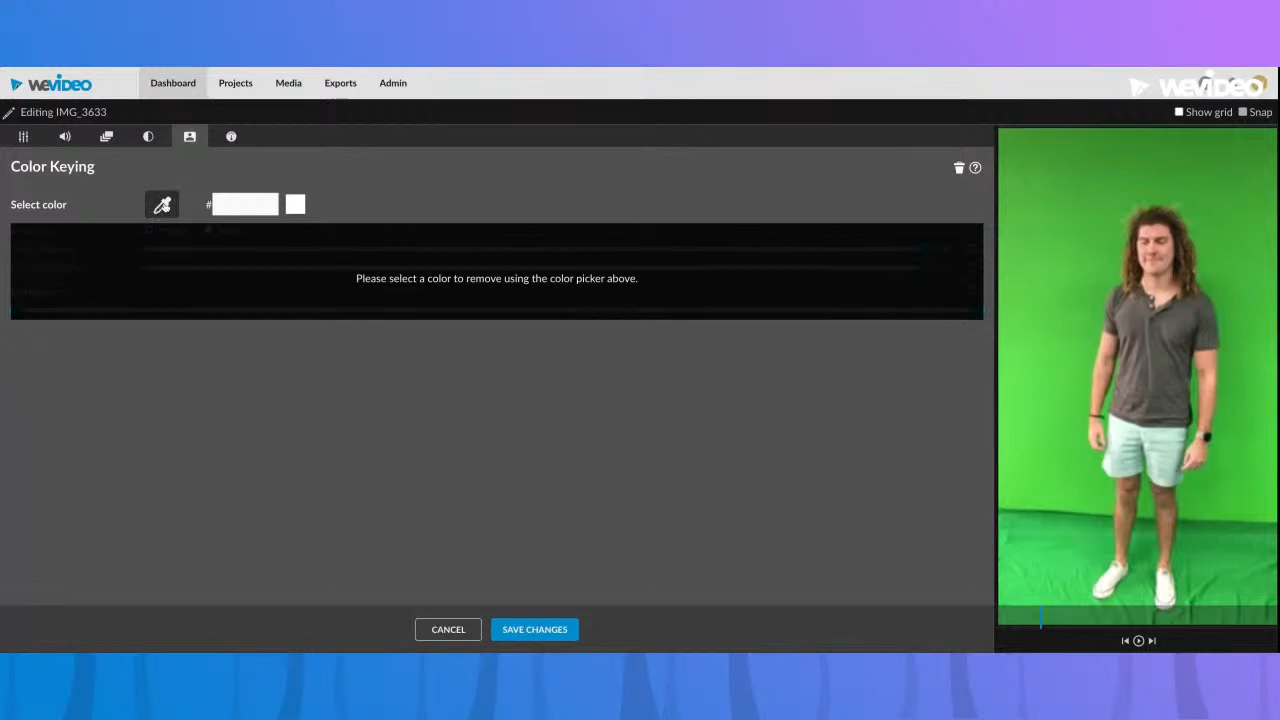 WEVIDEO
Dashboard
Projects
Media
Exports
Admin
WEVIDEO
Editing IMG_3633
Show grid
Snap
Color Keying
Select color
#
Please select a color to remove using the color picker above.
CANCEL
SAVE CHANGES